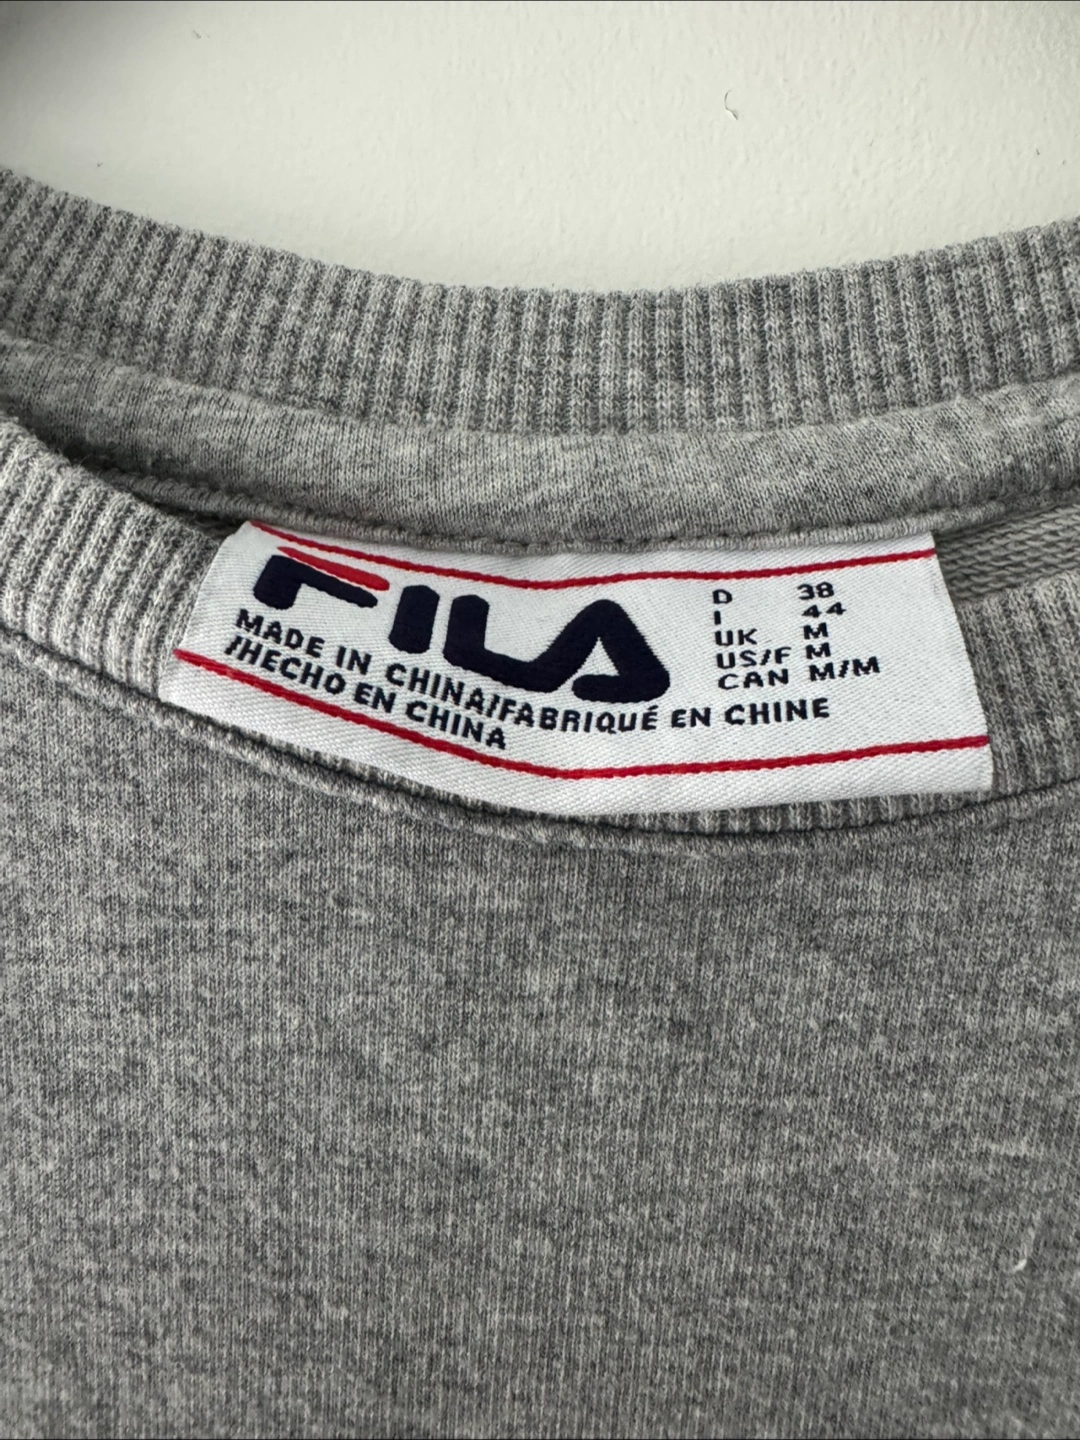 FILA
MADE IN CHINA/FABRIQUÉ EN CHINE
/HECHO EN CHINA
D 38
I 44
UK M
US/F M
CAN M/M